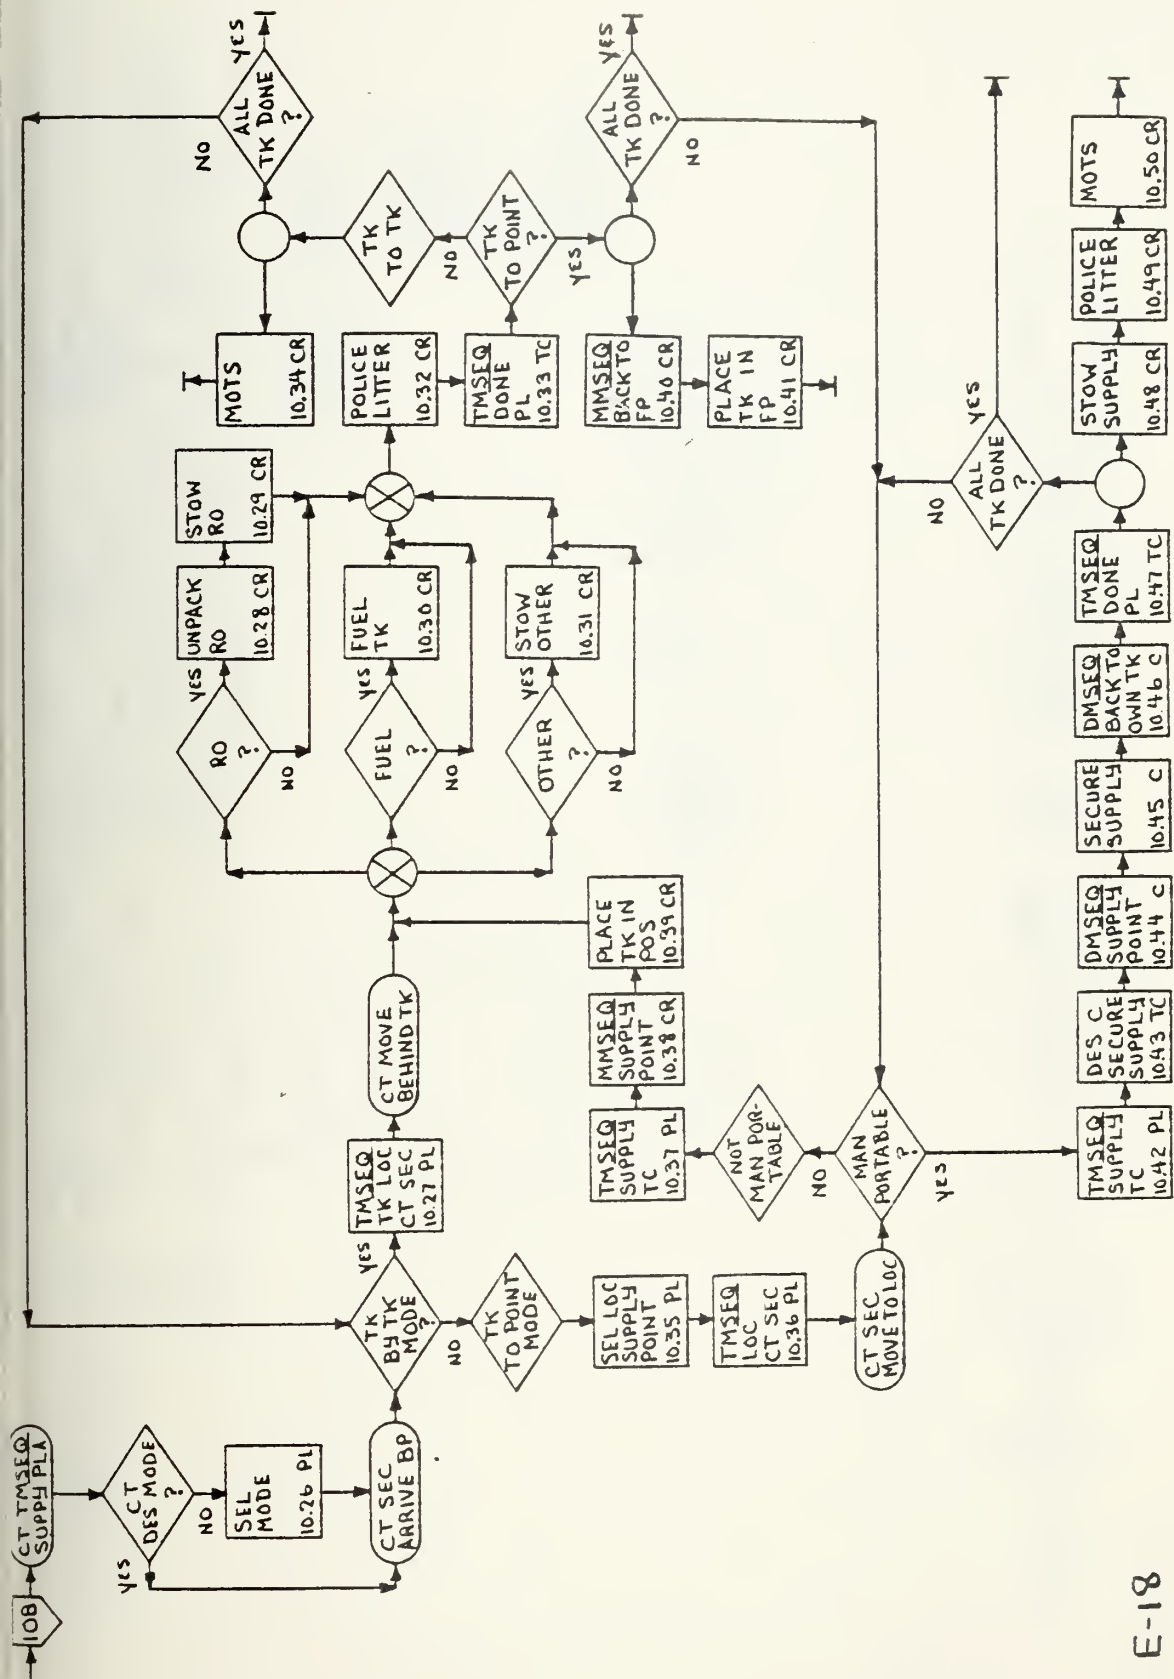 10B
CT TMSEQ
SUPPY PLA
CT
DES MODE
?
YES
NO
SEL
MODE
10.26 PL
CT SEC
ARRIVE BP
TK
BY TK
MODE
?
YES
NO
TMSEQ
TK LOC
CT SEC
10.27 PL
CT MOVE
BEHIND TK
RO
?
YES
NO
UNPACK
RO
10.28 CR
STOW
RO
10.29 CR
FUEL
?
YES
NO
FUEL
TK
10.30 CR
OTHER
?
YES
NO
STOW
OTHER
10.31 CR
POLICE
LITTER
10.32 CR
TMSEQ
DONE
PL
10.33 TC
TK
TO POINT
?
NO
YES
TK
TO TK
MOTS
10.34 CR
ALL
TK DONE
?
YES
NO
TK
TO POINT
MODE
SEL LOC
SUPPLY
POINT
10.35 PL
TMSEQ
LOC
CT SEC
10.36 PL
CT SEC
MOVE TO LOC
MAN
PORTABLE
?
NO
YES
NOT
MAN POR-
TABLE
TMSEQ
SUPPLY
TC
10.37 PL
MMSEQ
SUPPLY
POINT
10.38 CR
PLACE
TK IN
POS
10.39 CR
MMSEQ
BACK TO
FP
10.40 CR
PLACE
TK IN
FP
10.41 CR
ALL
TK DONE
?
YES
NO
TMSEQ
SUPPLY
TC
10.42 PL
DES C
SECURE
SUPPLY
10.43 TC
DMSEQ
SUPPLY
POINT
10.44 C
SECURE
SUPPLY
10.45 C
DMSEQ
BACK TO
OWN TK
10.46 C
TMSEQ
DONE
PL
10.47 TC
ALL
TK DONE
?
YES
NO
STOW
SUPPLY
10.48 CR
POLICE
LITTER
10.49 CR
MOTS
10.50 CR
E-18